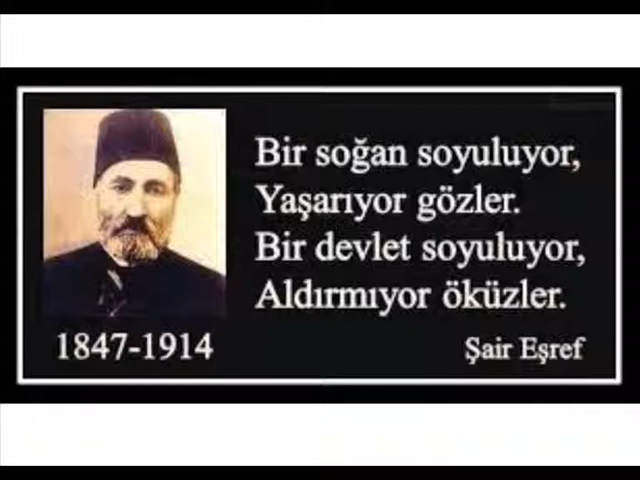 Bir soğan soyuluyor,
Yaşarıyor gözler.
Bir devlet soyuluyor,
Aldırmıyor öküzler.
1847-1914
Şair Eşref